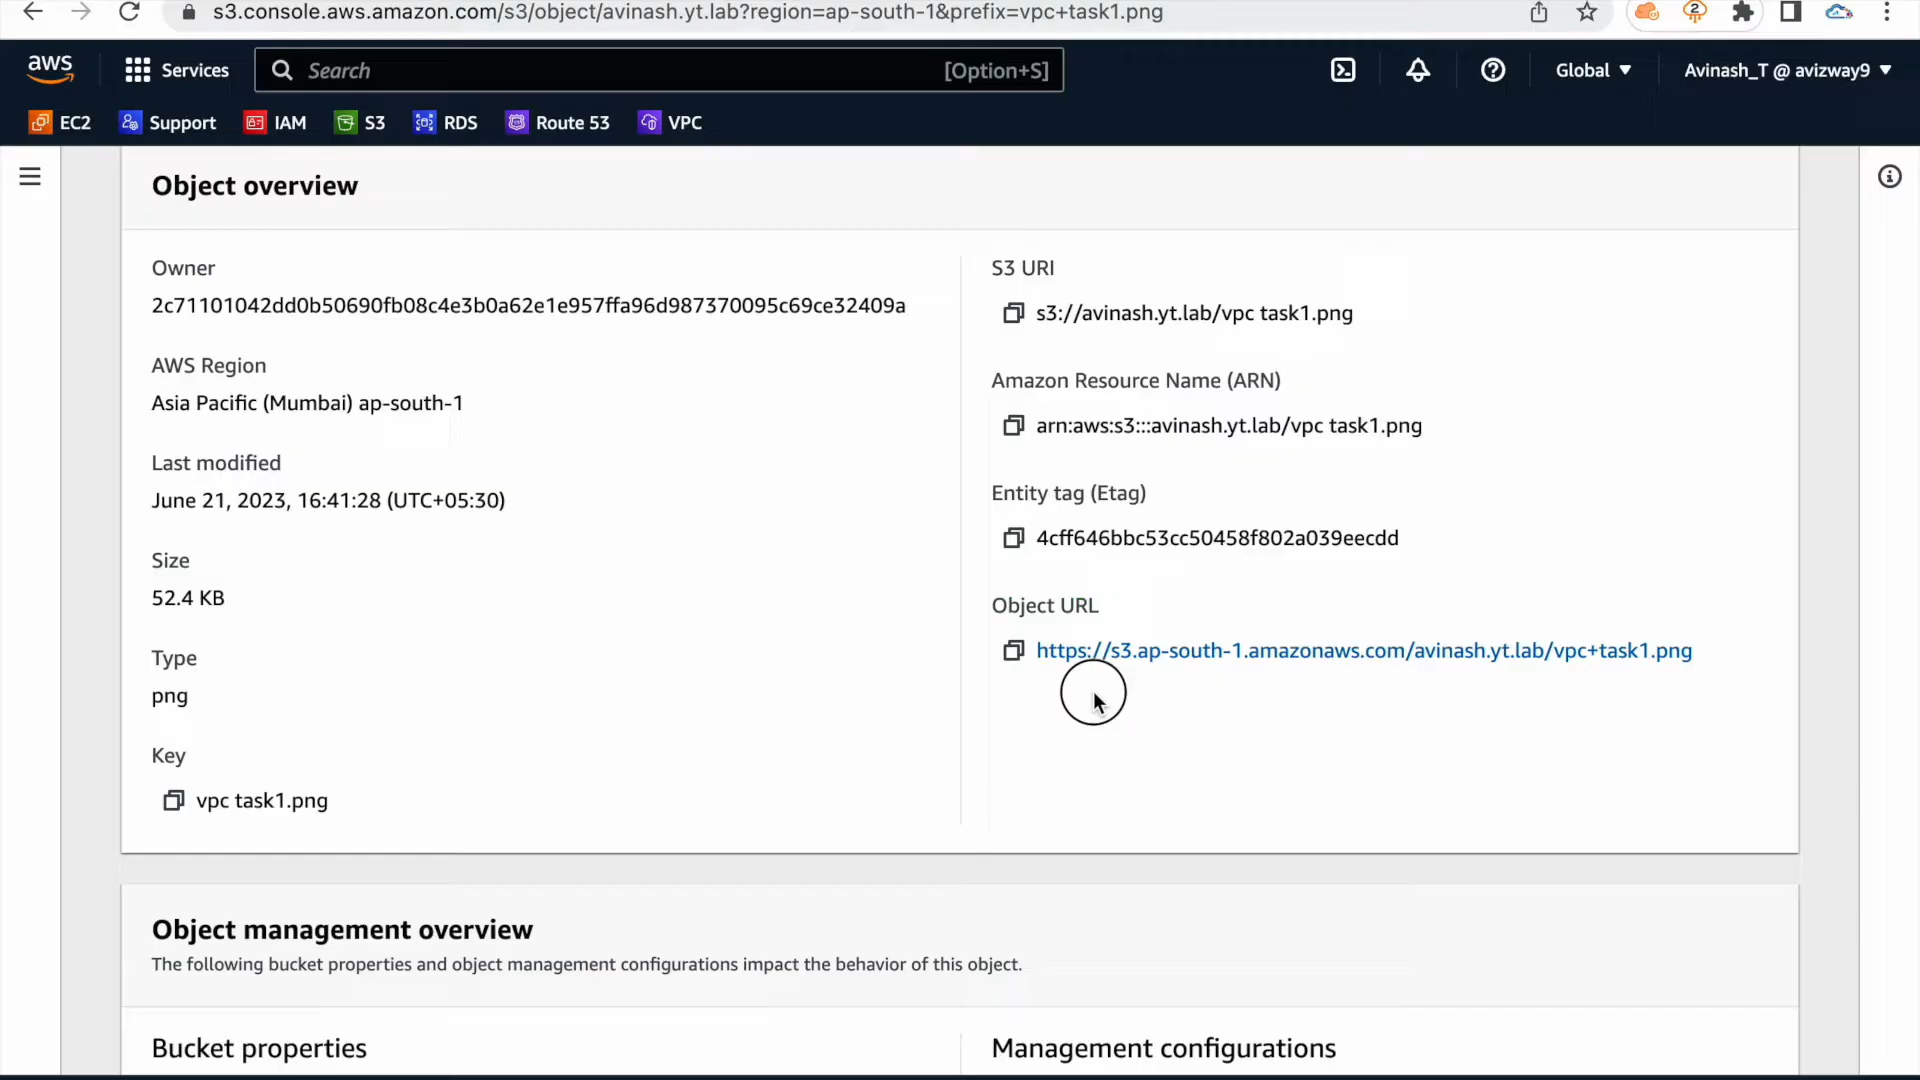 s3.console.aws.amazon.com/s3/object/avinash.yt.lab?region=ap-south-1&prefix=vpc+task1.png
2
aws
Services
Search
[Option+S]
Global
Avinash_T @ avizway9
EC2
Support
IAM
S3
RDS
Route 53
VPC
Object overview
Owner
2c71101042dd0b50690fb08c4e3b0a62e1e957ffa96d987370095c69ce32409a
AWS Region
Asia Pacific (Mumbai) ap-south-1
Last modified
June 21, 2023, 16:41:28 (UTC+05:30)
Size
52.4 KB
Type
png
Key
vpc task1.png
S3 URI
s3://avinash.yt.lab/vpc task1.png
Amazon Resource Name (ARN)
arn:aws:s3:::avinash.yt.lab/vpc task1.png
Entity tag (Etag)
4cff646bbc53cc50458f802a039eecdd
Object URL
https://s3.ap-south-1.amazonaws.com/avinash.yt.lab/vpc+task1.png
Object management overview
The following bucket properties and object management configurations impact the behavior of this object.
Bucket properties
Management configurations